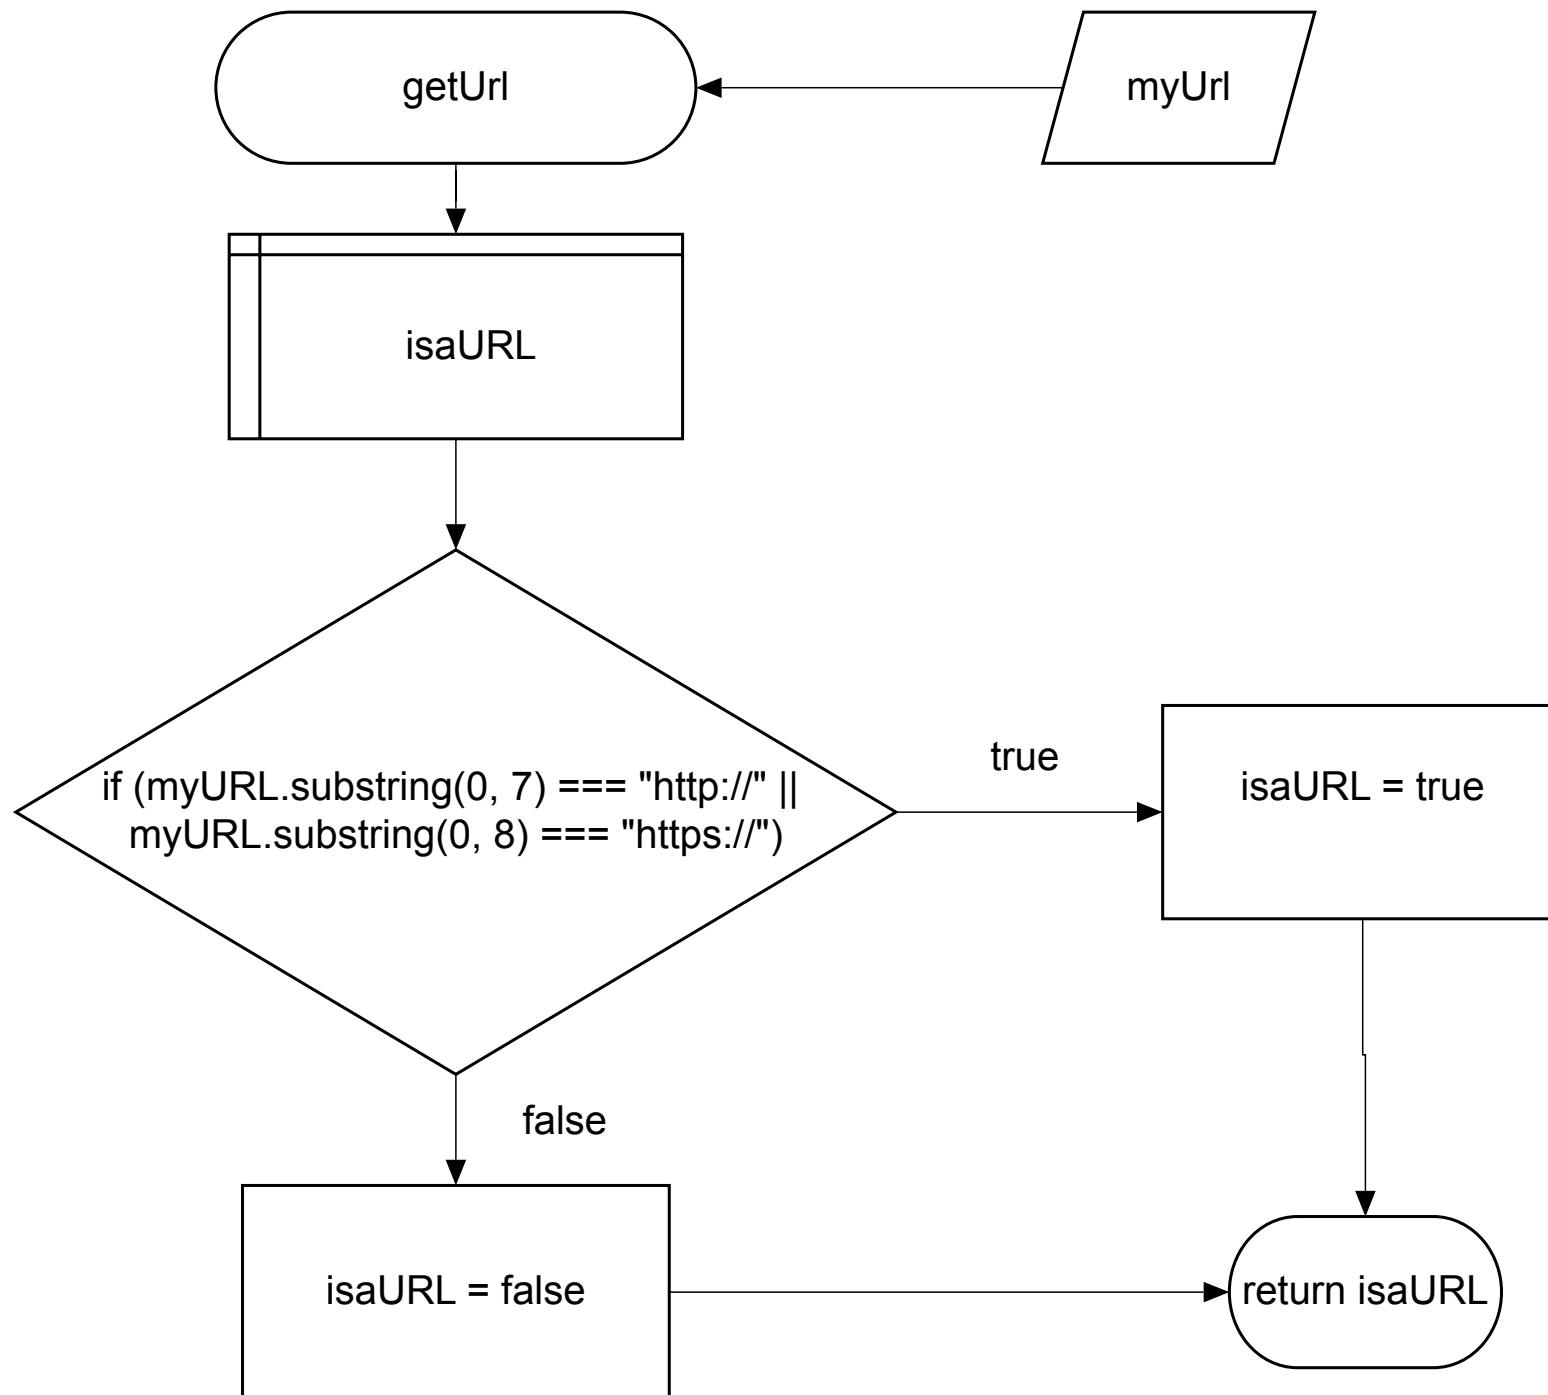 getUrl
myUrl
isaURL
if (myURL.substring(0, 7) === "http://" ||
myURL.substring(0, 8) === "https://")
true
isaURL = true
false
isaURL = false
return isaURL